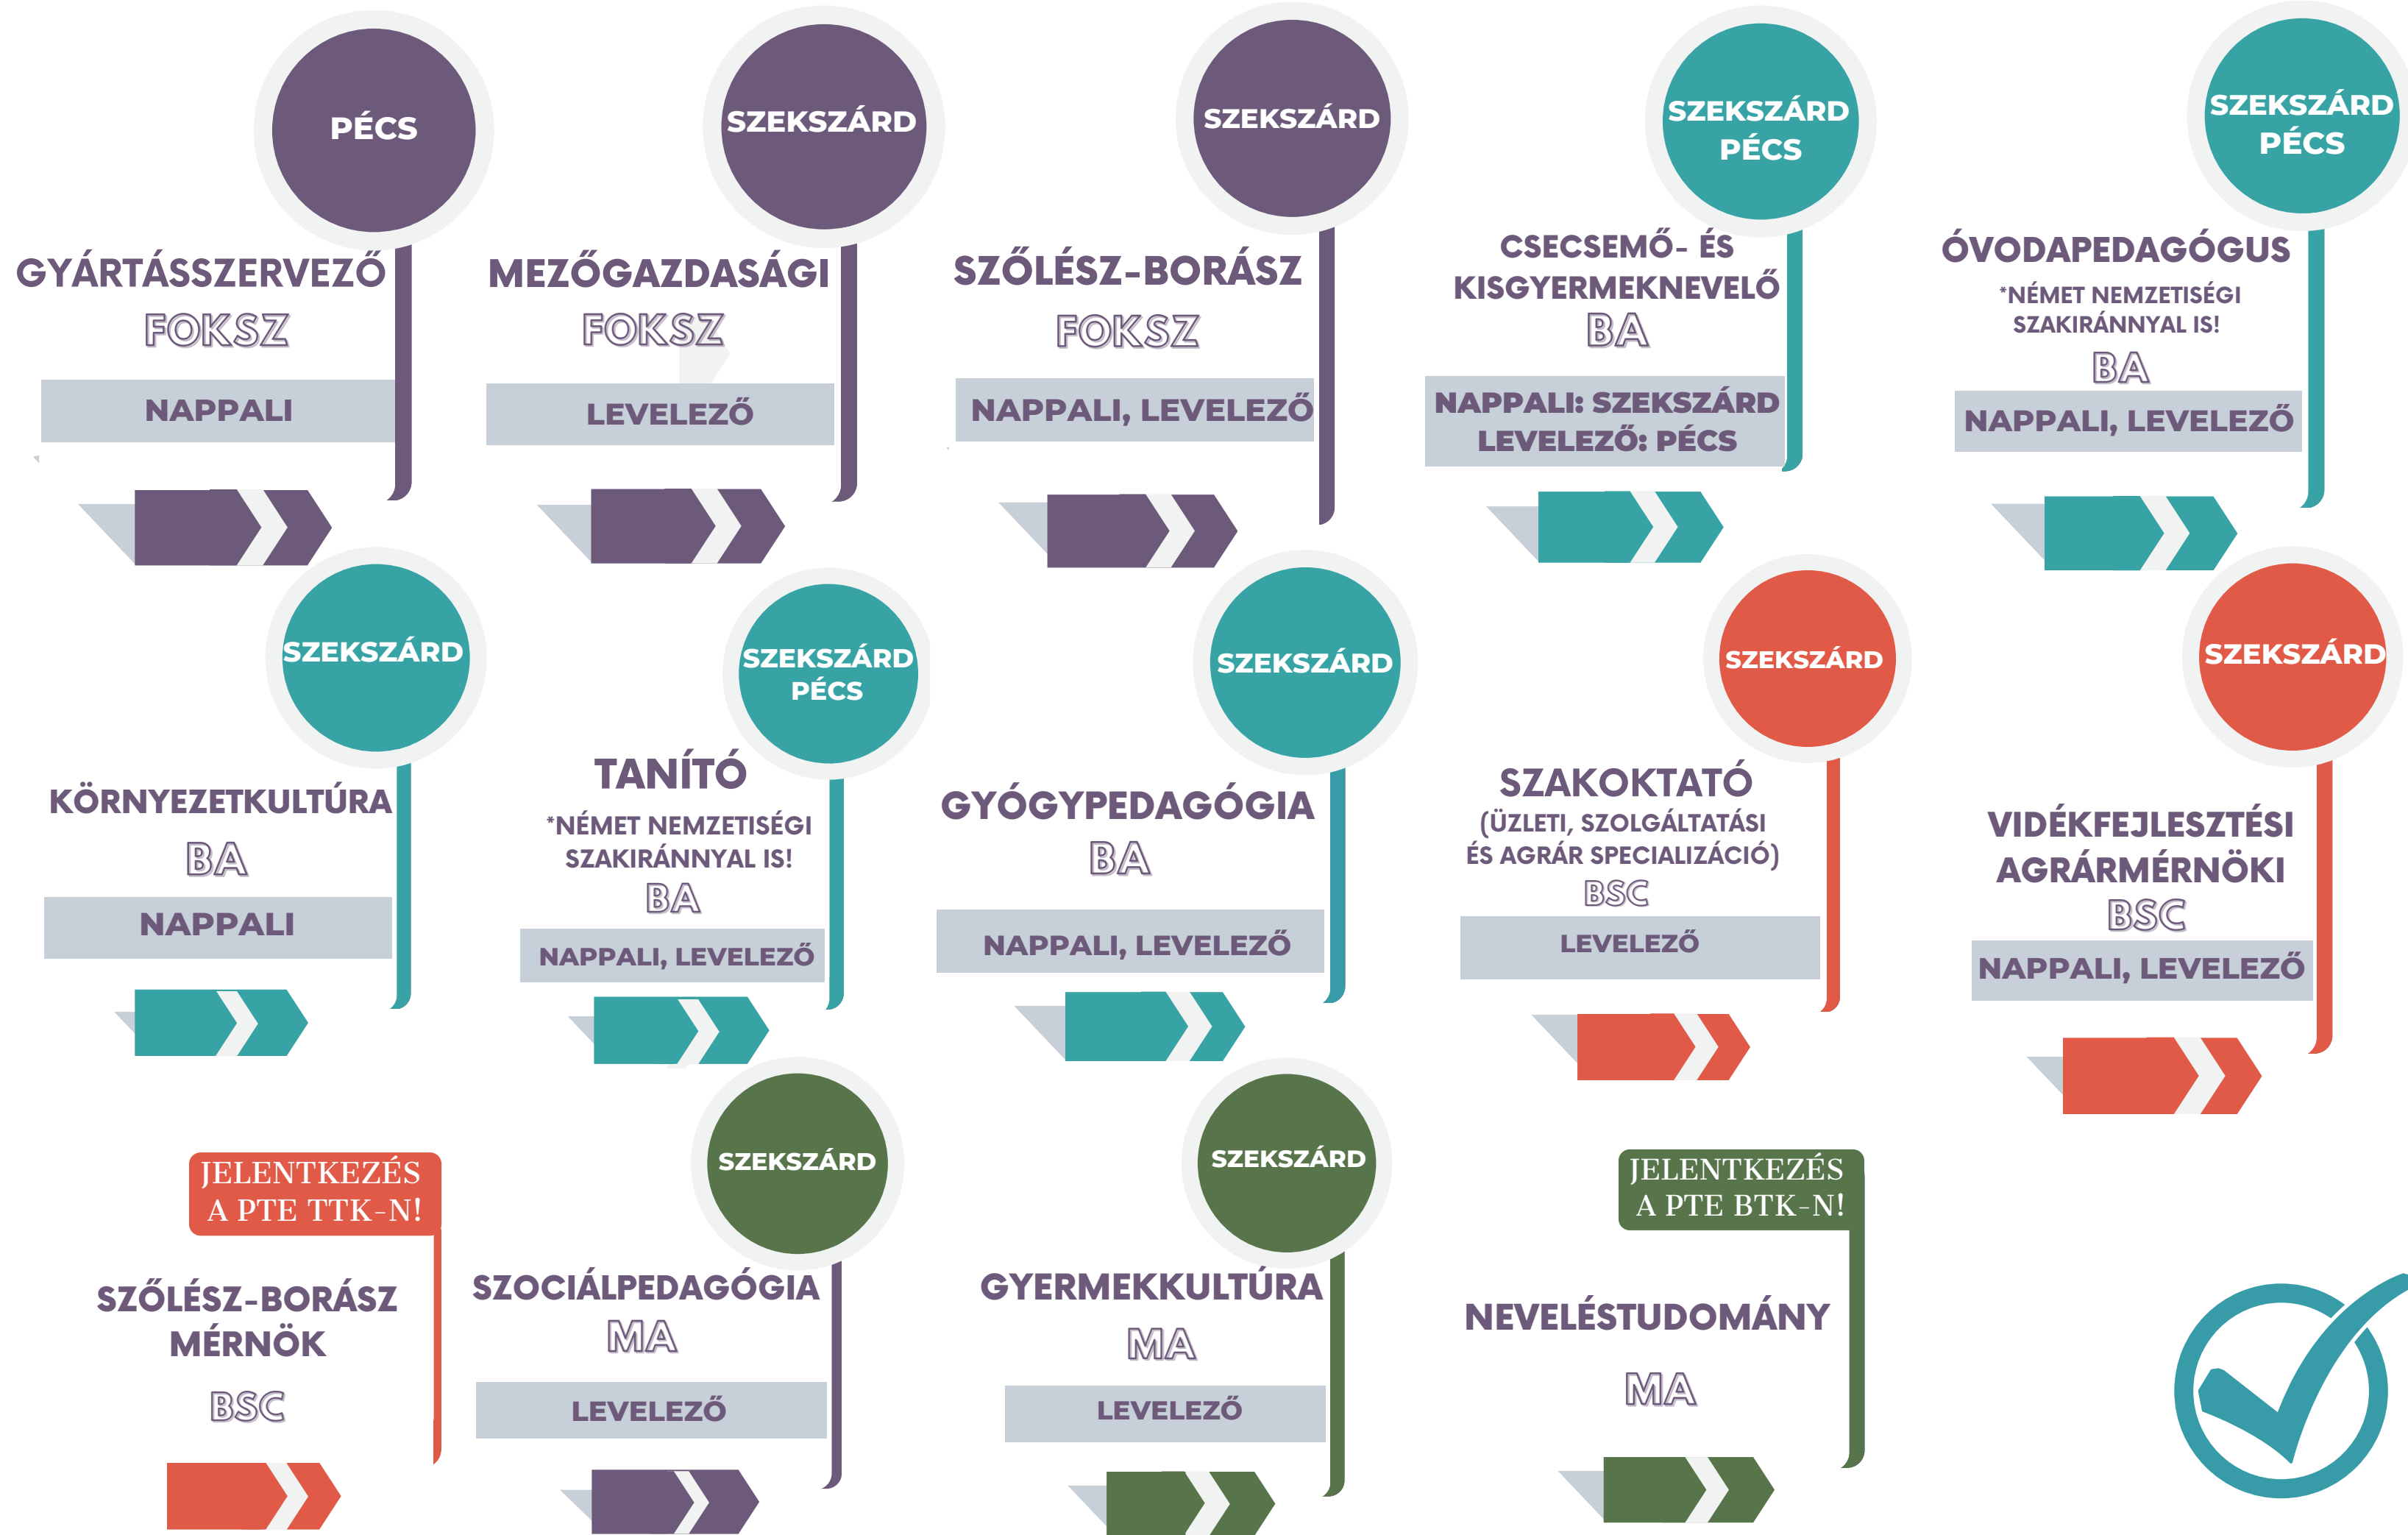 PÉCS
GYÁRTÁSSZERVEZŐ
FOKSZ
NAPPALI
SZEKSZÁRD
MEZŐGAZDASÁGI
FOKSZ
LEVELEZŐ
SZEKSZÁRD
SZŐLÉSZ-BORÁSZ
FOKSZ
NAPPALI, LEVELEZŐ
SZEKSZÁRD
PÉCS
CSECSEMŐ- ÉS
KISGYERMEKNEVELŐ
BA
NAPPALI: SZEKSZÁRD
LEVELEZŐ: PÉCS
SZEKSZÁRD
PÉCS
ÓVODAPEDAGÓGUS
*NÉMET NEMZETISÉGI
SZAKIRÁNNYAL IS!
BA
NAPPALI, LEVELEZŐ
SZEKSZÁRD
KÖRNYEZETKULTÚRA
BA
NAPPALI
SZEKSZÁRD
PÉCS
TANÍTÓ
*NÉMET NEMZETISÉGI
SZAKIRÁNNYAL IS!
BA
NAPPALI, LEVELEZŐ
SZEKSZÁRD
GYÓGYPEDAGÓGIA
BA
NAPPALI, LEVELEZŐ
SZEKSZÁRD
SZAKOKTATÓ
(ÜZLETI, SZOLGÁLTATÁSI
ÉS AGRÁR SPECIALIZÁCIÓ)
BSC
LEVELEZŐ
SZEKSZÁRD
VIDÉKFEJLESZTÉSI
AGRÁRMÉRNÖKI
BSC
NAPPALI, LEVELEZŐ
JELENTKEZÉS
A PTE TTK-N!
SZŐLÉSZ-BORÁSZ
MÉRNÖK
BSC
SZEKSZÁRD
SZOCIÁLPEDAGÓGIA
MA
LEVELEZŐ
SZEKSZÁRD
GYERMEKKULTÚRA
MA
LEVELEZŐ
JELENTKEZÉS
A PTE BTK-N!
NEVELÉSTUDOMÁNY
MA